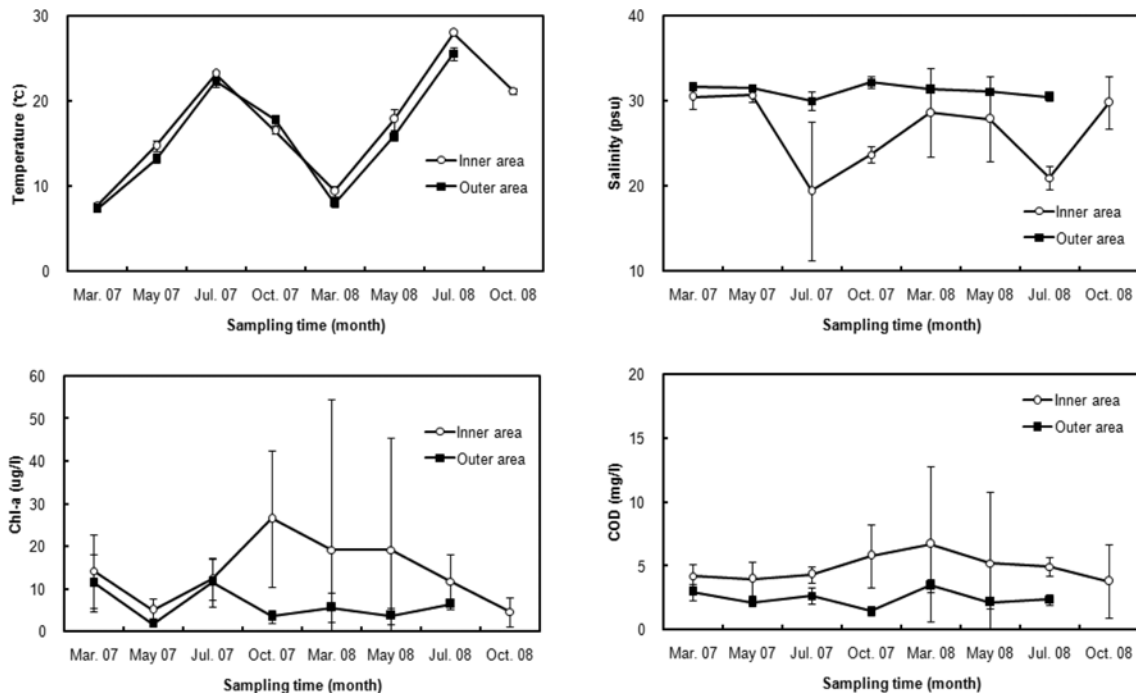 30
20
10
0
Temperature (℃)
Inner area
Outer area
Mar. 07 May 07 Jul. 07 Oct. 07 Mar. 08 May 08 Jul. 08 Oct. 08
Sampling time (month)
40
30
20
10
Salinity (psu)
Inner area
Outer area
Mar. 07 May 07 Jul. 07 Oct. 07 Mar. 08 May 08 Jul. 08 Oct. 08
Sampling time (month)
60
50
40
30
20
10
0
Chl-a (ug/l)
Inner area
Outer area
Mar. 07 May 07 Jul. 07 Oct. 07 Mar. 08 May 08 Jul. 08 Oct. 08
Sampling time (month)
20
15
10
5
0
COD (mg/l)
Inner area
Outer area
Mar. 07 May 07 Jul. 07 Oct. 07 Mar. 08 May 08 Jul. 08 Oct. 08
Sampling time (month)